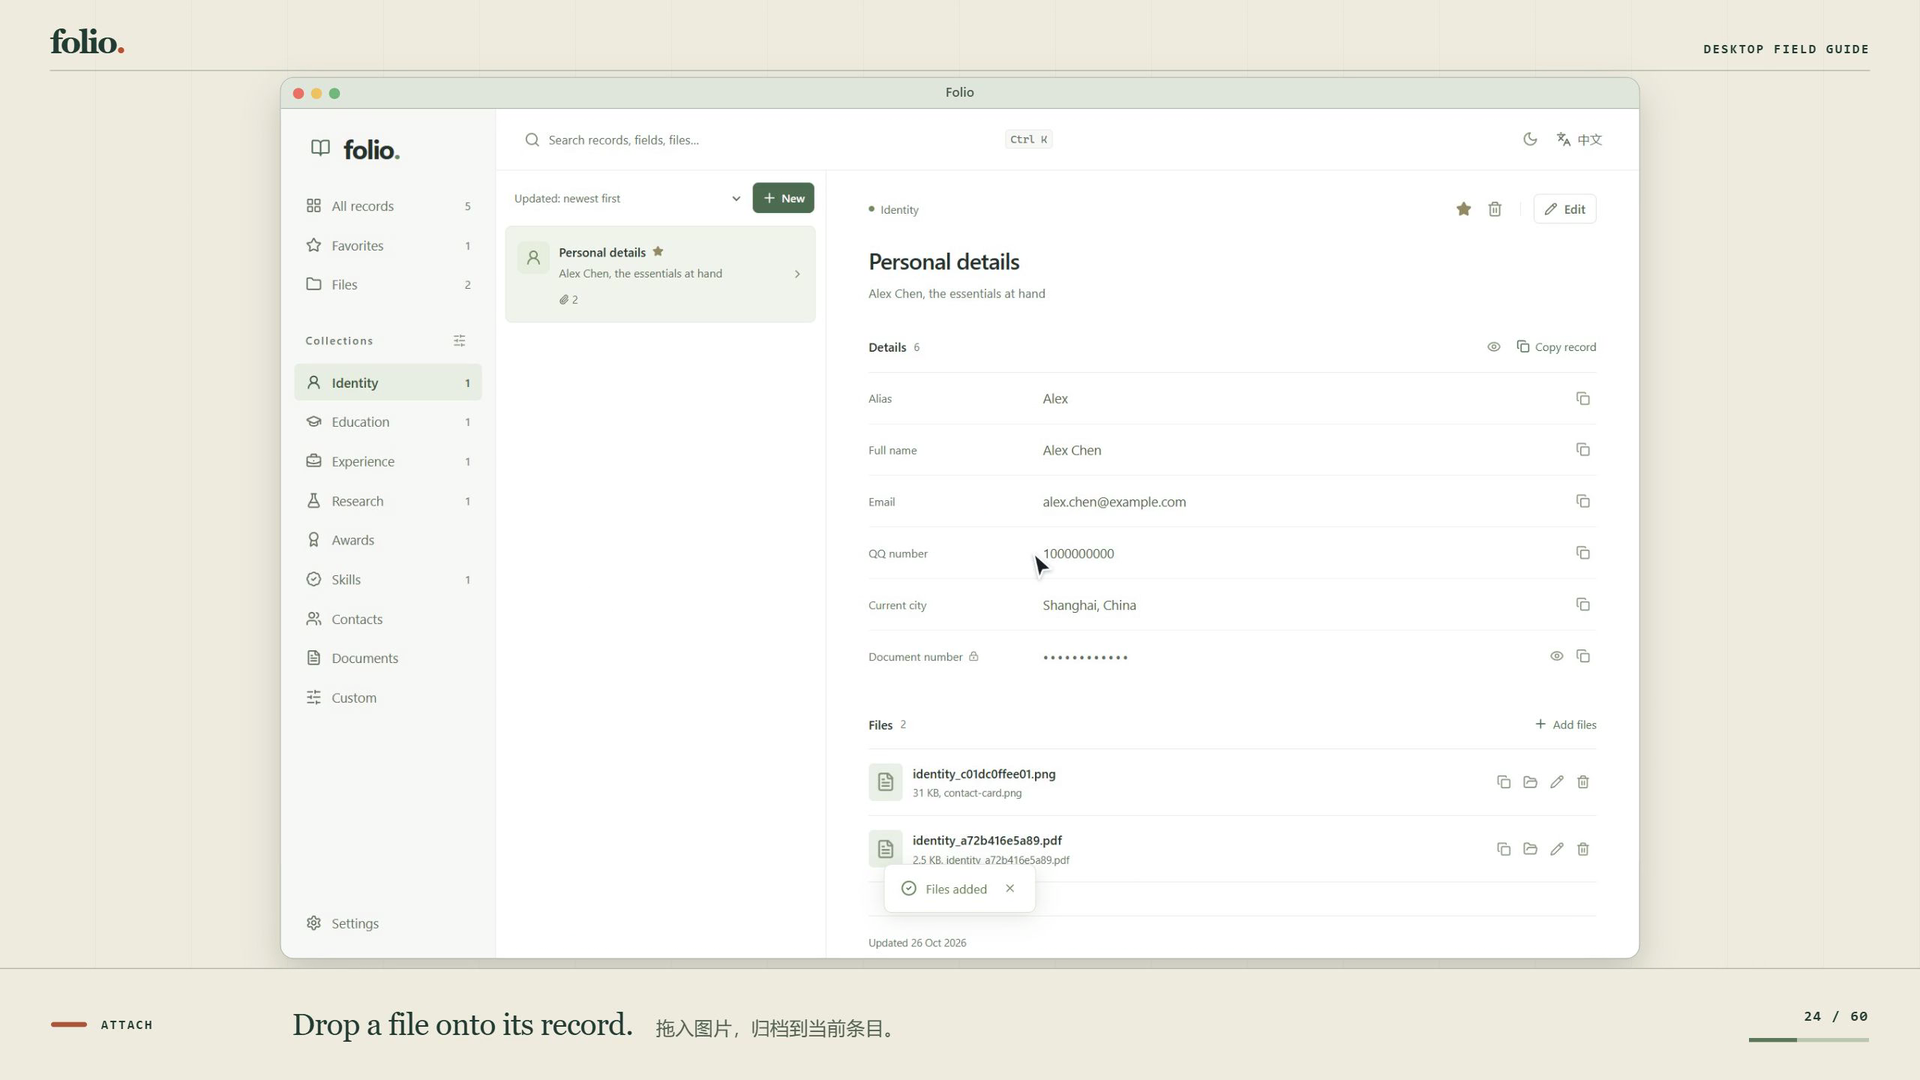 folio.
DESKTOP FIELD GUIDE
Folio
folio.
Search records, fields, files...
Ctrl K
中文
All records 5
Favorites 1
Files 2
Collections
Identity 1
Education 1
Experience 1
Research 1
Awards
Skills 1
Contacts
Documents
Custom
Settings
Updated: newest first
New
Personal details
Alex Chen, the essentials at hand
2
Identity
Edit
Personal details
Alex Chen, the essentials at hand
Details 6
Copy record
Alias Alex
Full name Alex Chen
Email alex.chen@example.com
QQ number 1000000000
Current city Shanghai, China
Document number ••••••••••••
Files 2
Add files
identity_c01dc0ffee01.png
31 KB, contact-card.png
identity_a72b416e5a89.pdf
2.5 KB, identity_a72b416e5a89.pdf
Files added
Updated 26 Oct 2026
ATTACH
Drop a file onto its record. 拖入图片，归档到当前条目。
24 / 60